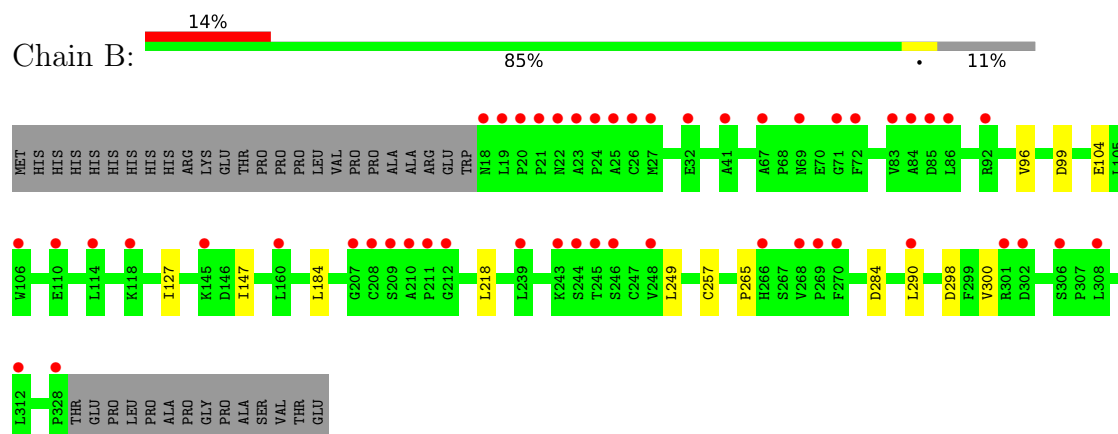 14%
Chain B:
85% • 11%
MET HIS HIS HIS HIS HIS HIS HIS HIS ARG LYS GLU THR PRO PRO PRO LEU VAL PRO PRO ALA ALA ARG GLU TRP N18 L19 P20 P21 N22 A23 P24 A25 C26 M27 E32 A41 A67 P68 N69 E70 G71 F72 V83 A84 D85 L86 R92 V96 D99 E104 L105
W106 E110 L114 K118 I127 K145 D146 I147 L160 L184 G207 C208 S209 A210 P211 G212 L218 L239 K243 S244 T245 S246 C247 V248 L249 C257 P265 H266 S267 V268 P269 F270 D284 L290 D298 F299 V300 R301 D302 S306 P307 L308
L312 P328 THR GLU PRO LEU PRO ALA PRO GLY PRO ALA SER VAL THR GLU